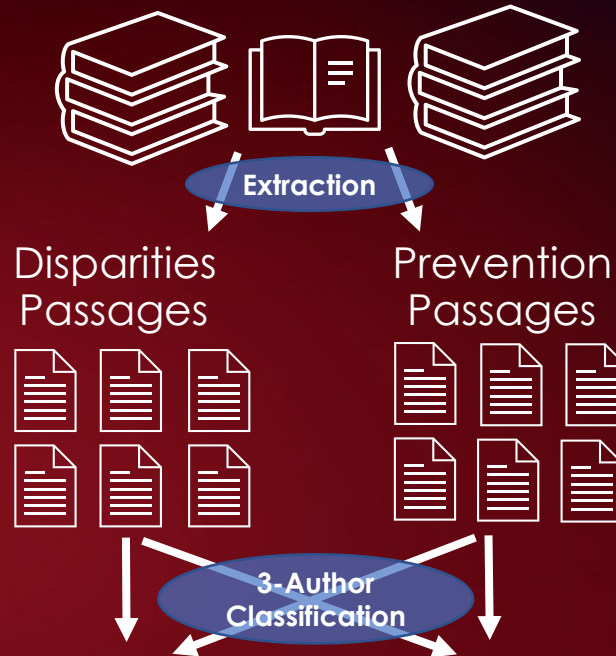 Extraction
Disparities
Passages
Prevention
Passages
3-Author
Classification